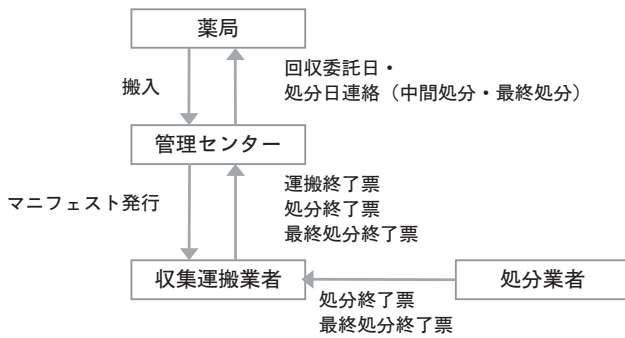 薬局
搬入
回収委託日・
処分日連絡（中間処分・最終処分）
管理センター
マニフェスト発行
運搬終了票
処分終了票
最終処分終了票
収集運搬業者
処分業者
処分終了票
最終処分終了票